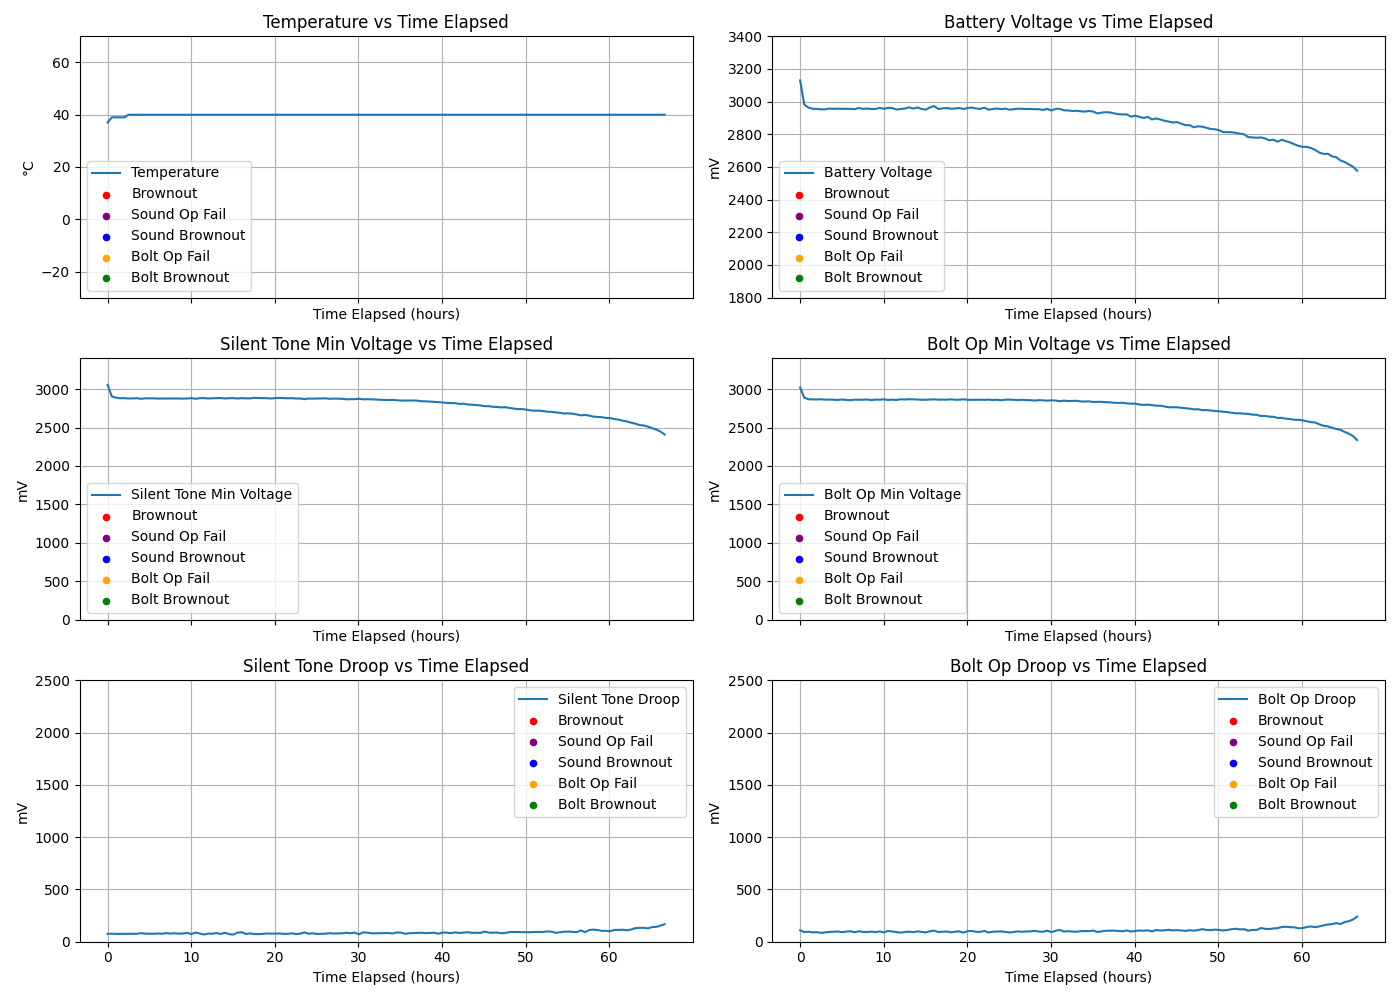 Temperature vs Time Elapsed
60
40
20
0
−20
°C
Temperature
Brownout
Sound Op Fail
Sound Brownout
Bolt Op Fail
Bolt Brownout
Time Elapsed (hours)
Battery Voltage vs Time Elapsed
3400
3200
3000
2800
2600
2400
2200
2000
1800
mV
Battery Voltage
Brownout
Sound Op Fail
Sound Brownout
Bolt Op Fail
Bolt Brownout
Time Elapsed (hours)
Silent Tone Min Voltage vs Time Elapsed
3000
2500
2000
1500
1000
500
0
mV
Silent Tone Min Voltage
Brownout
Sound Op Fail
Sound Brownout
Bolt Op Fail
Bolt Brownout
Time Elapsed (hours)
Bolt Op Min Voltage vs Time Elapsed
3000
2500
2000
1500
1000
500
0
mV
Bolt Op Min Voltage
Brownout
Sound Op Fail
Sound Brownout
Bolt Op Fail
Bolt Brownout
Time Elapsed (hours)
Silent Tone Droop vs Time Elapsed
2500
2000
1500
1000
500
0
mV
Silent Tone Droop
Brownout
Sound Op Fail
Sound Brownout
Bolt Op Fail
Bolt Brownout
0 10 20 30 40 50 60
Time Elapsed (hours)
Bolt Op Droop vs Time Elapsed
2500
2000
1500
1000
500
0
mV
Bolt Op Droop
Brownout
Sound Op Fail
Sound Brownout
Bolt Op Fail
Bolt Brownout
0 10 20 30 40 50 60
Time Elapsed (hours)